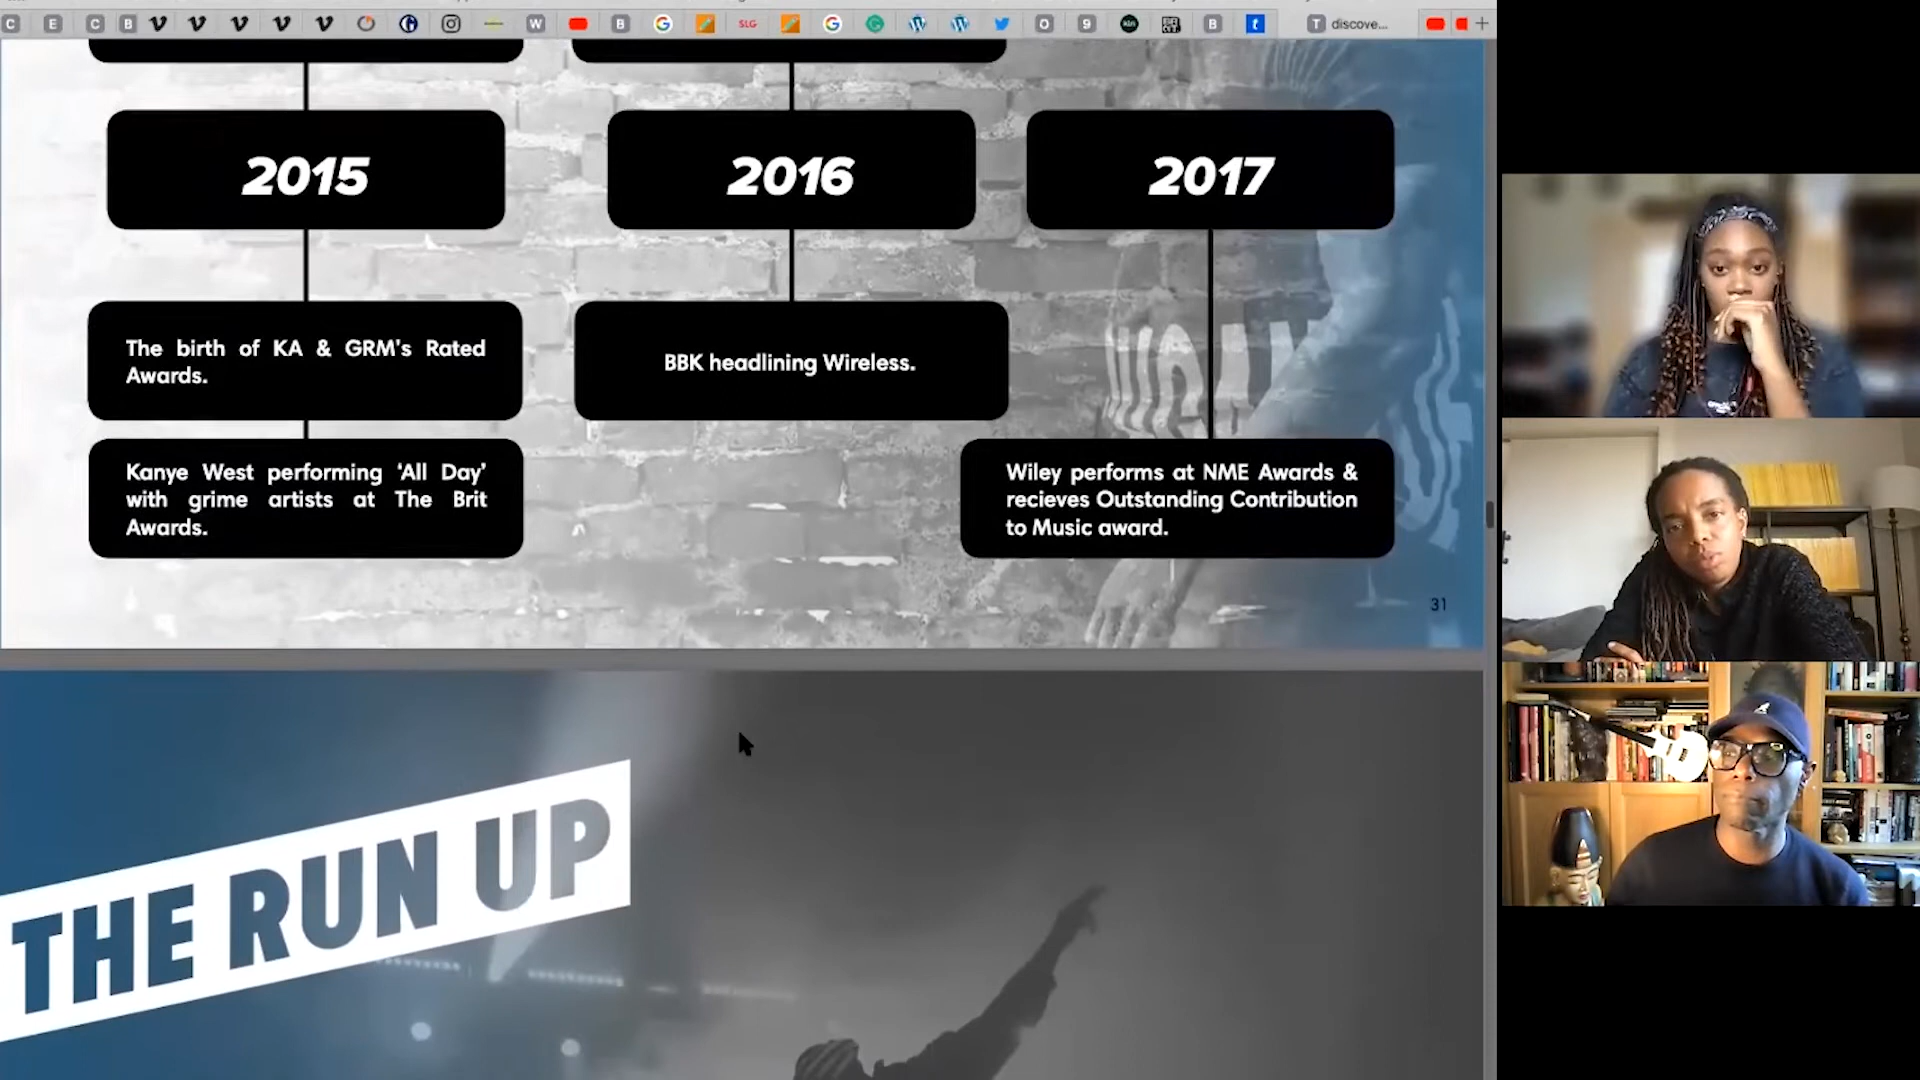 discove...
SLG
2015
2016
2017
The birth of KA & GRM's Rated
Awards.
BBK headlining Wireless.
Kanye West performing ‘All Day’
with grime artists at The Brit
Awards.
Wiley performs at NME Awards &
recieves Outstanding Contribution
to Music award.
31
THE RUN UP